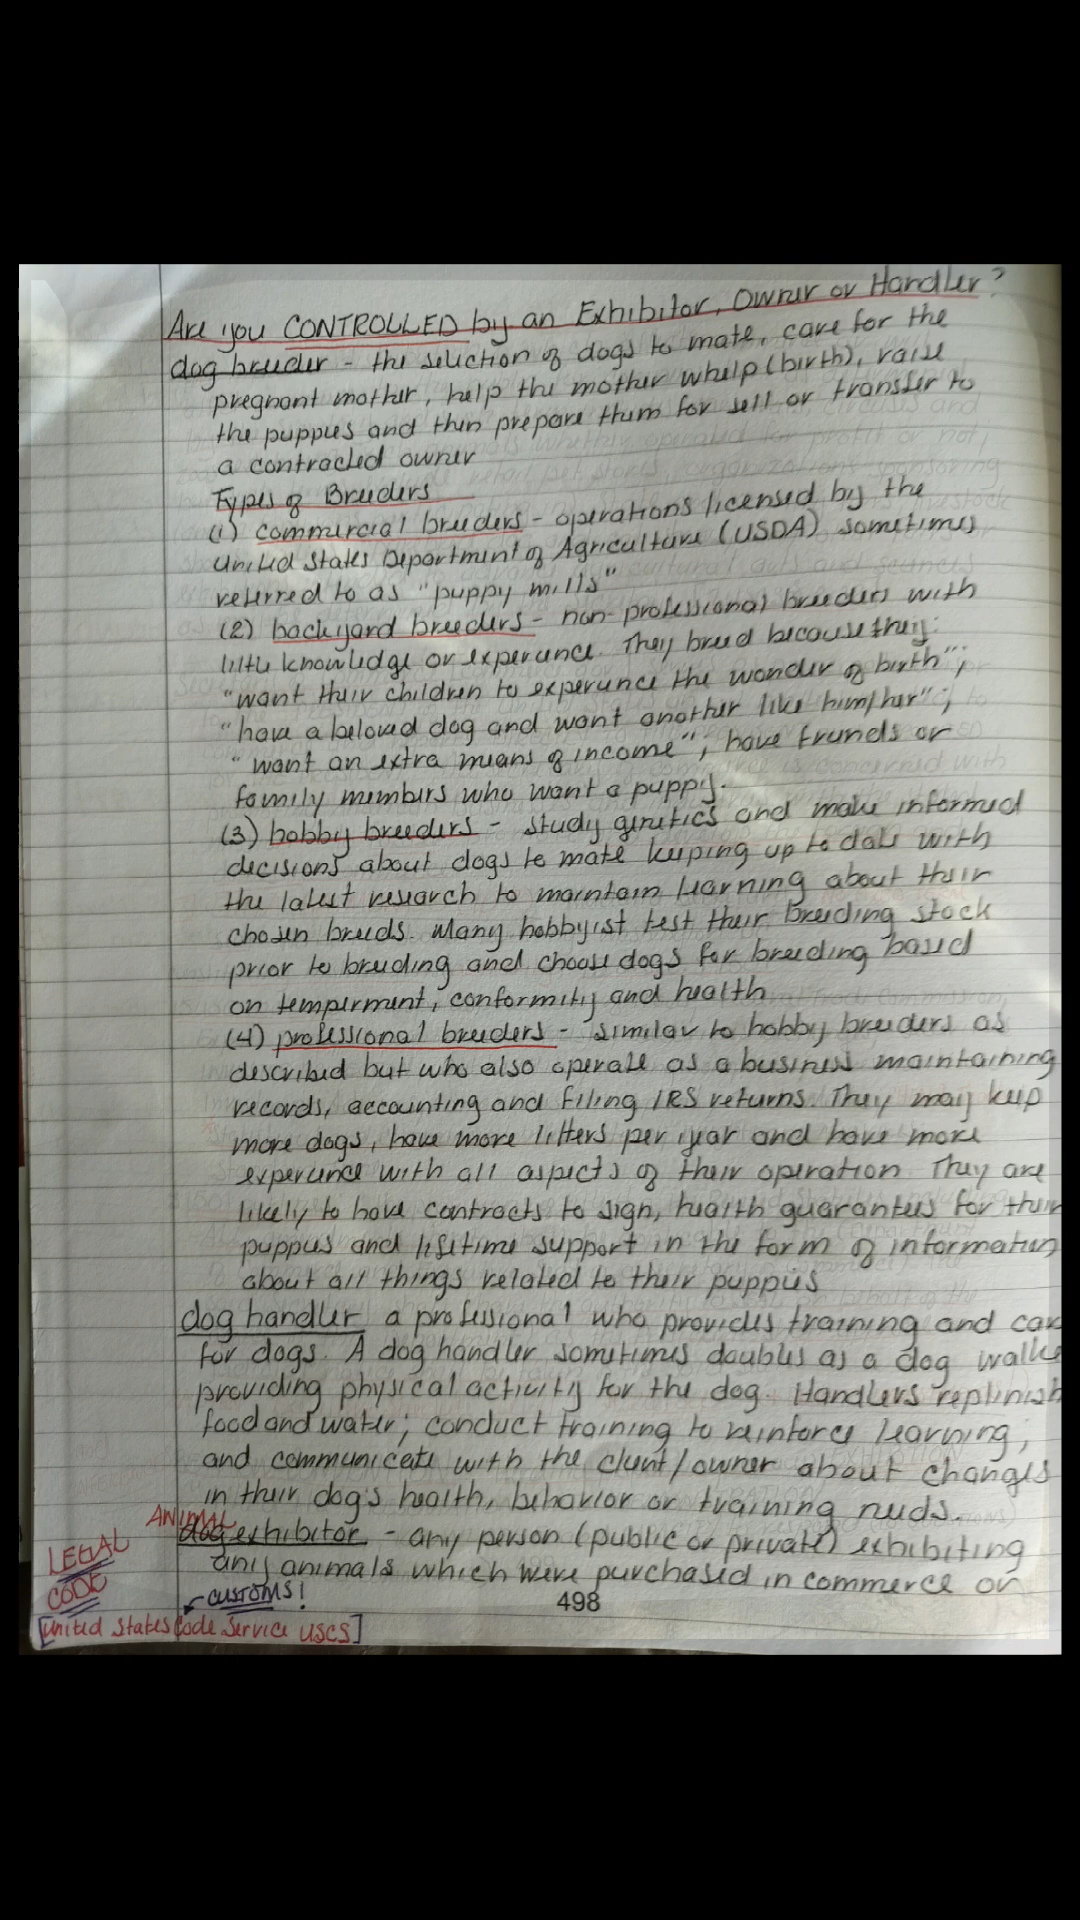 Are you CONTROLLED by an Exhibitor, Owner or Handler?
dog breeder - the selection of dogs to mate, care for the
pregnant mother, help the mother whelp (birth), raise
the puppies and then prepare them for sell or transfer to
a contracted owner
Types of Breeders
(1) commercial breeders - operations licensed by the
United States Department of Agriculture (USDA) sometimes
referred to as "puppy mills"
(2) backyard breeders - non-professional breeders with
little knowledge or experience. They breed because they:
"want their children to experience the wonder of birth";
"have a beloved dog and want another like him/her";
"want an extra means of income"; have friends or
family members who want a puppy.
(3) hobby breeders - study genetics and make informed
decisions about dogs to mate keeping up to date with
the latest research to maintain learning about their
chosen breeds. Many hobbyist test their breeding stock
prior to breeding and choose dogs for breeding based
on temperment, conformity and health
(4) professional breeders - similar to hobby breeders as
described but who also operate as a business maintaining
records, accounting and filing IRS returns. They may keep
more dogs, have more litters per year and have more
experience with all aspects of their operation They are
likely to have contracts to sign, health guarantees for their
puppies and lifetime support in the form of information
about all things related to their puppies
dog handler a professional who provides training and care
for dogs. A dog handler sometimes doubles as a dog walke
providing physical activity for the dog. Handlers replinish
food and water; conduct training to reinforce learning;
and communicate with the client/owner about changes
in their dog's health, behavior or training needs.
ANIMAL
dog exhibitor - any person (public or private) exhibiting
any animals which were purchased in commerce or
LEGAL
CODE
CUSTOMS!
498
[United States Code Service USCS]